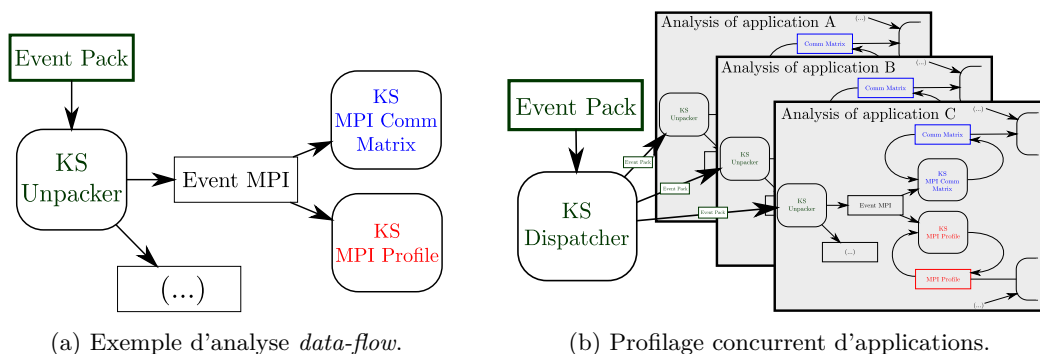 Event Pack
KS
Unpacker
Event MPI
(...)
KS
MPI Comm
Matrix
KS
MPI Profile
(a) Exemple d'analyse data-flow.
Event Pack
KS
Dispatcher
Event Pack
Event Pack
Event Pack
Analysis of application A
(...)
Comm Matrix
KS
Unpacker
Analysis of application B
(...)
Comm Matrix
KS
Unpacker
Analysis of application C
(...)
Comm Matrix
KS
MPI Comm
Matrix
KS
Unpacker
Event MPI
(...)
KS
MPI Profile
MPI Profile
(...)
(b) Profilage concurrent d'applications.